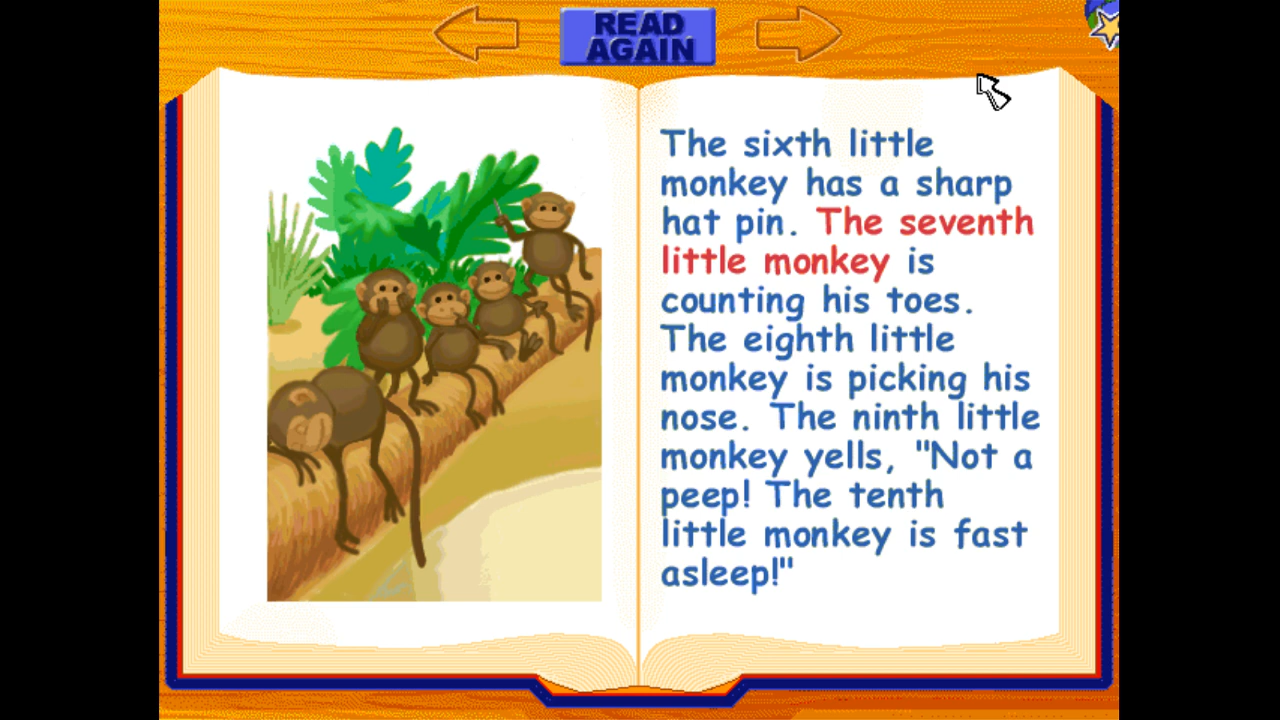 READ
AGAIN
The sixth little
monkey has a sharp
hat pin. The seventh
little monkey is
counting his toes.
The eighth little
monkey is picking his
nose. The ninth little
monkey yells, "Not a
peep! The tenth
little monkey is fast
asleep!"